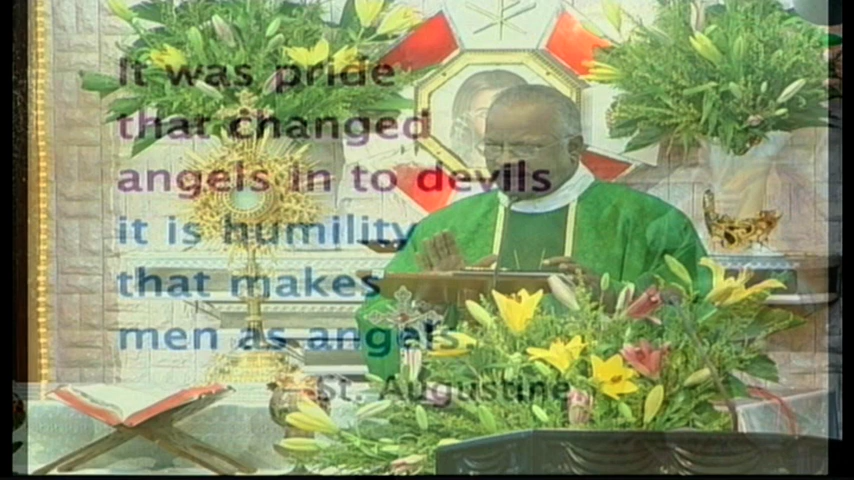 It was pride
that changed
angels in to devils
it is humility
that makes
men as angels
St. Augustine